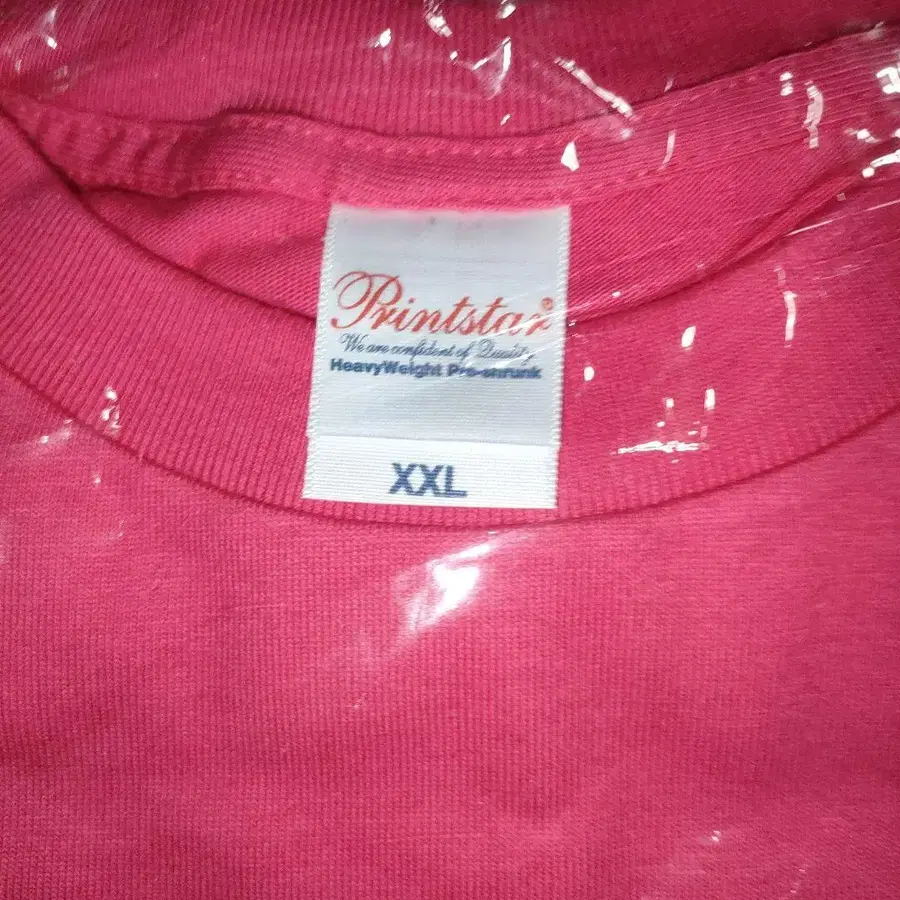 Printstar®
We are confident of Quality.
HeavyWeight Pre-shrunk
XXL